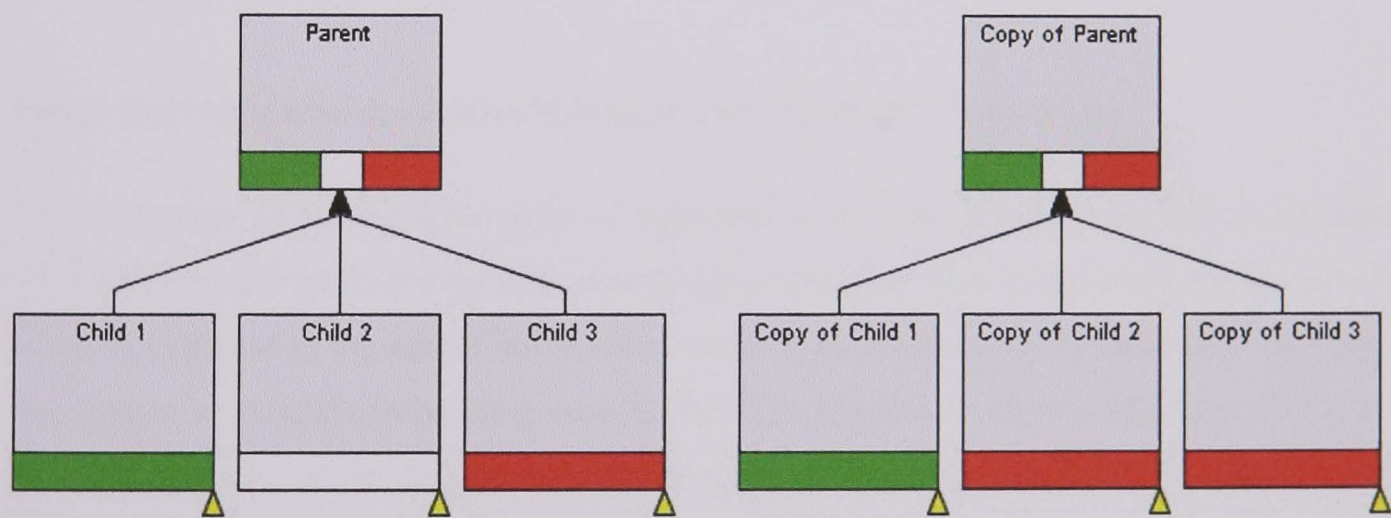 Parent
Copy of Parent
Child 1
Child 2
Child 3
Copy of Child 1
Copy of Child 2
Copy of Child 3